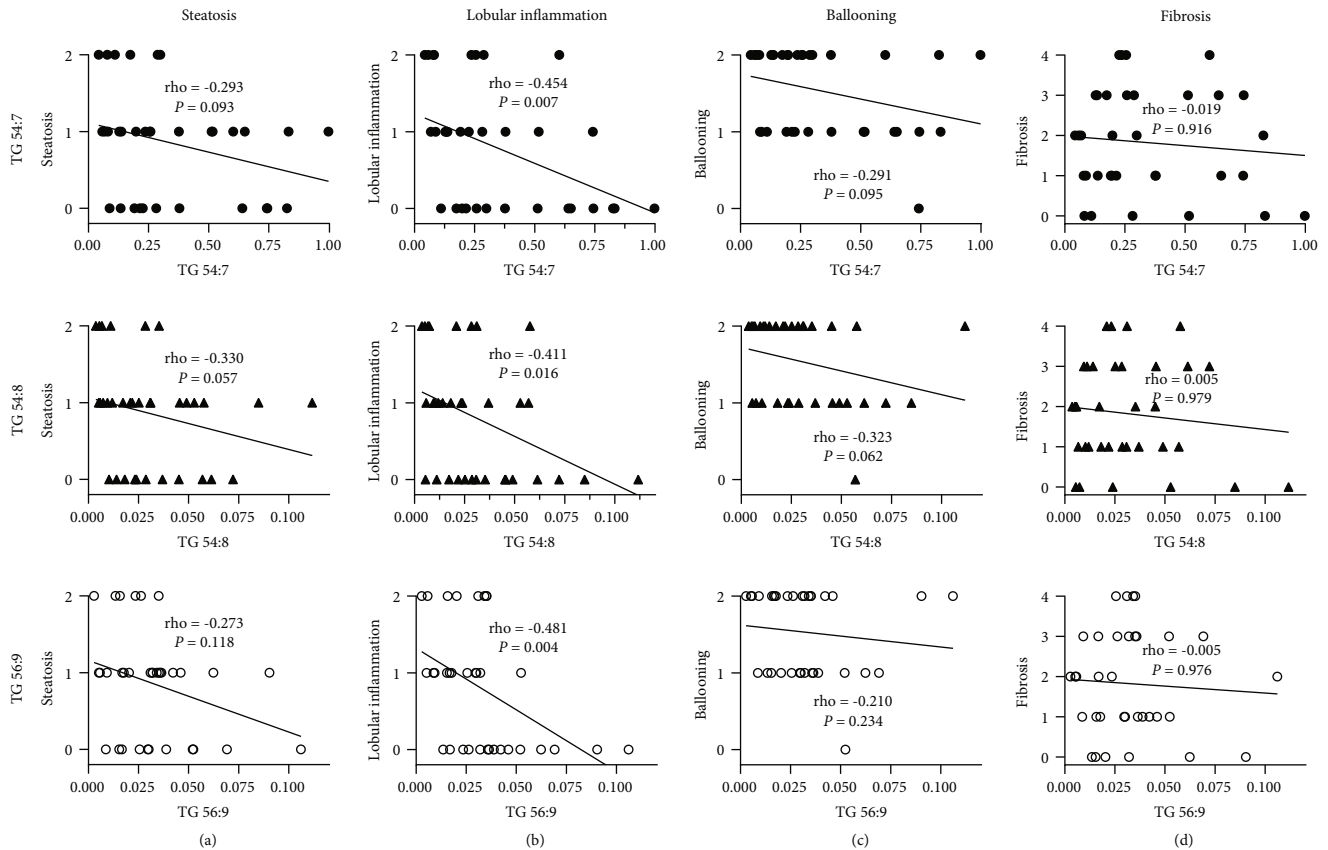 Steatosis
Lobular inflammation
Ballooning
Fibrosis
TG 54:7
Steatosis
2
1
0
rho = -0.293
P = 0.093
0.00 0.25 0.50 0.75 1.00
TG 54:7
Lobular inflammation
2
1
0
rho = -0.454
P = 0.007
0.00 0.25 0.50 0.75 1.00
TG 54:7
Ballooning
2
1
0
rho = -0.291
P = 0.095
0.00 0.25 0.50 0.75 1.00
TG 54:7
Fibrosis
4
3
2
1
0
rho = -0.019
P = 0.916
0.00 0.25 0.50 0.75 1.00
TG 54:7
TG 54:8
Steatosis
2
1
0
rho = -0.330
P = 0.057
0.000 0.025 0.050 0.075 0.100
TG 54:8
Lobular inflammation
2
1
0
rho = -0.411
P = 0.016
0.000 0.025 0.050 0.075 0.100
TG 54:8
Ballooning
2
1
0
rho = -0.323
P = 0.062
0.000 0.025 0.050 0.075 0.100
TG 54:8
Fibrosis
4
3
2
1
0
rho = 0.005
P = 0.979
0.000 0.025 0.050 0.075 0.100
TG 54:8
TG 56:9
Steatosis
2
1
0
rho = -0.273
P = 0.118
0.000 0.025 0.050 0.075 0.100
TG 56:9
(a)
Lobular inflammation
2
1
0
rho = -0.481
P = 0.004
0.000 0.025 0.050 0.075 0.100
TG 56:9
(b)
Ballooning
2
1
0
rho = -0.210
P = 0.234
0.000 0.025 0.050 0.075 0.100
TG 56:9
(c)
Fibrosis
4
3
2
1
0
rho = -0.005
P = 0.976
0.000 0.025 0.050 0.075 0.100
TG 56:9
(d)